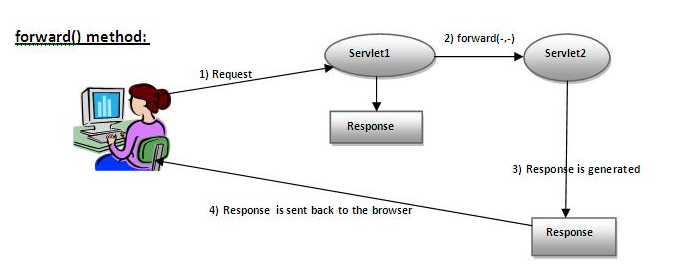 forward() method:
2) forward(-,-)
Servlet1
Servlet2
1) Request
Response
3) Response is generated
4) Response is sent back to the browser
Response